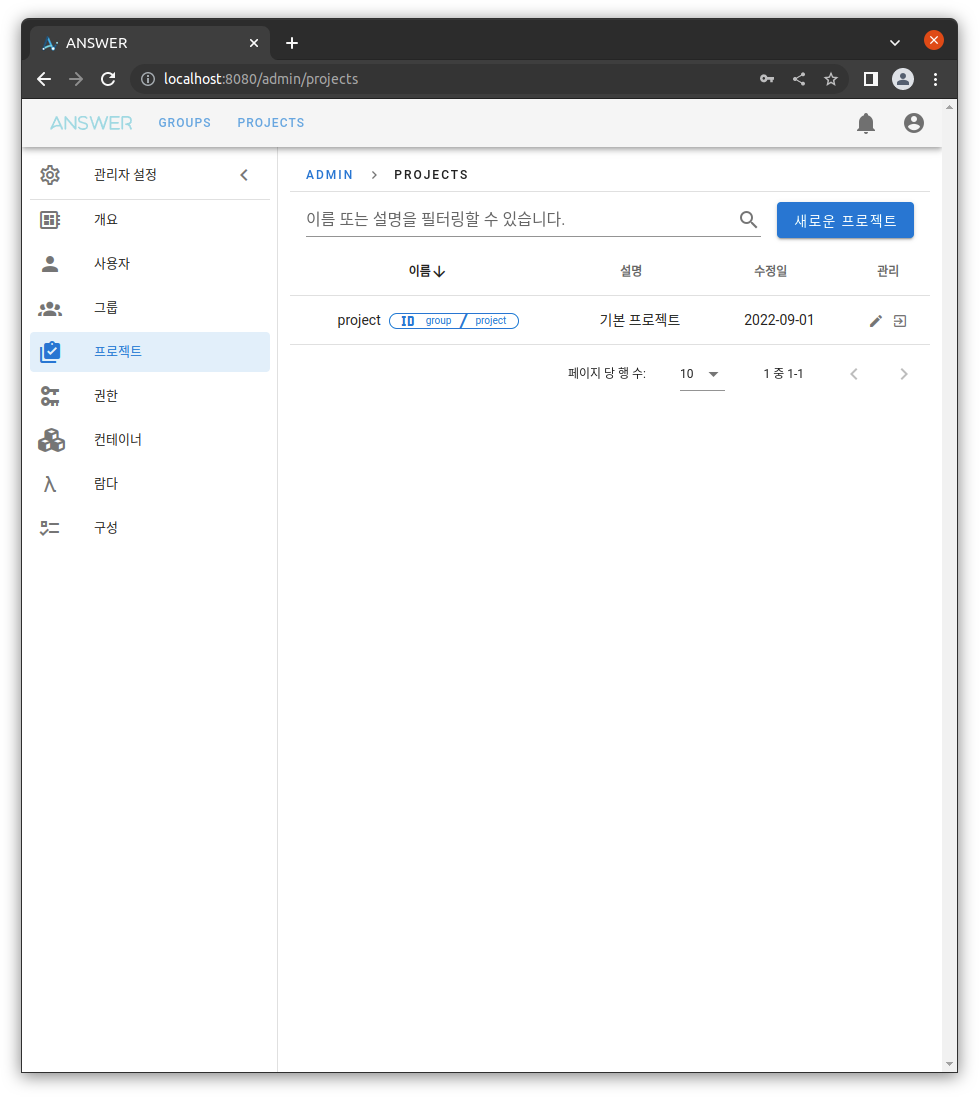 ANSWER
localhost:8080/admin/projects
ANSWER GROUPS PROJECTS
관리자 설정
개요
사용자
그룹
프로젝트
권한
컨테이너
λ 람다
구성
ADMIN > PROJECTS
이름 또는 설명을 필터링할 수 있습니다.
새로운 프로젝트
이름 설명 수정일 관리
project ID group / project 기본 프로젝트 2022-09-01
페이지 당 행 수: 10 1 중 1-1